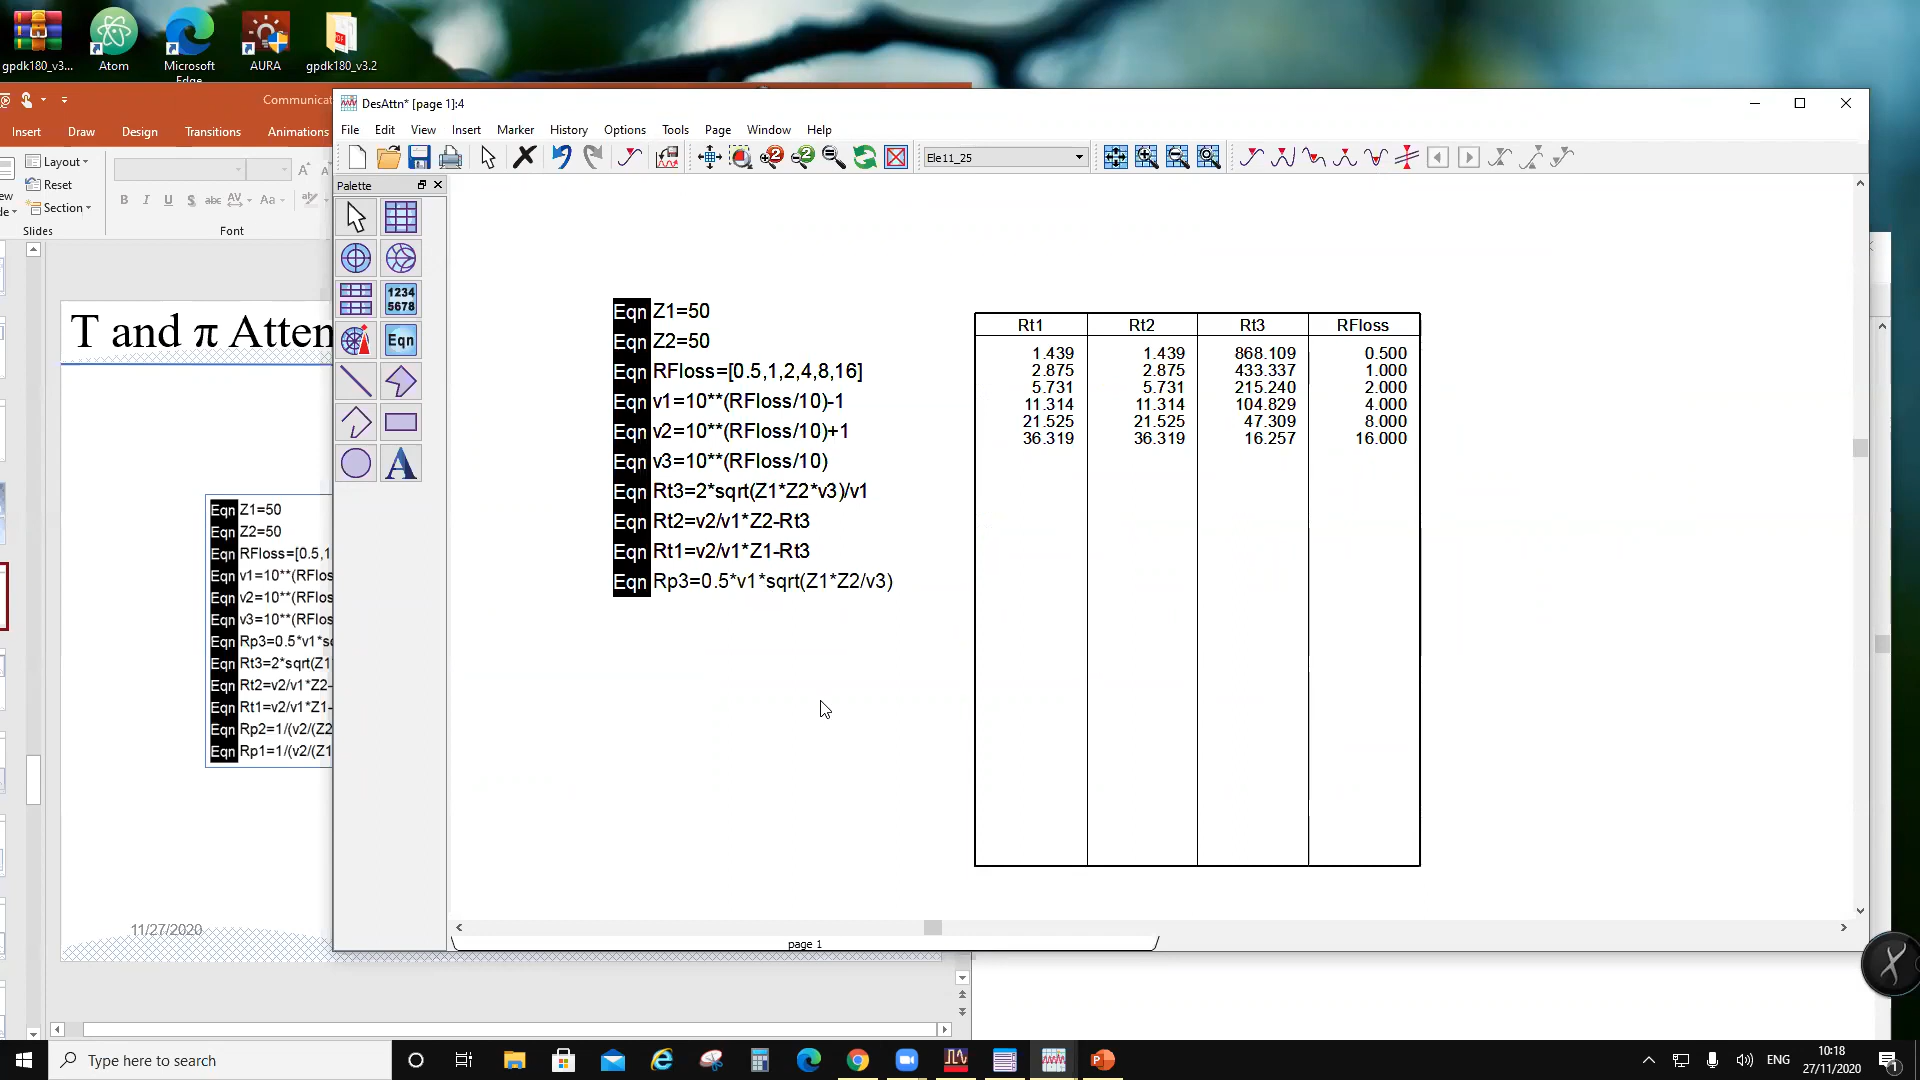 gpdk180_v3...
Atom
Microsoft
Edge
AURA
gpdk180_v3.2
Communicat
Insert
Draw
Design
Transitions
Animations
Layout
Reset
Section
Slides
Font
B I U S abc AV Aa
T and π Atten
Eqn Z1=50
Eqn Z2=50
Eqn RFloss=[0.5,1
Eqn v1=10**(RFlos
Eqn v2=10**(RFlos
Eqn v3=10**(RFlos
Eqn Rp3=0.5*v1*s
Eqn Rt3=2*sqrt(Z1
Eqn Rt2=v2/v1*Z2-
Eqn Rt1=v2/v1*Z1-
Eqn Rp2=1/(v2/(Z2
Eqn Rp1=1/(v2/(Z1
11/27/2020
DesAttn* [page 1]:4
File Edit View Insert Marker History Options Tools Page Window Help
Ele11_25
Palette
1234
5678
Eqn
A
Eqn Z1=50
Eqn Z2=50
Eqn RFloss=[0.5,1,2,4,8,16]
Eqn v1=10**(RFloss/10)-1
Eqn v2=10**(RFloss/10)+1
Eqn v3=10**(RFloss/10)
Eqn Rt3=2*sqrt(Z1*Z2*v3)/v1
Eqn Rt2=v2/v1*Z2-Rt3
Eqn Rt1=v2/v1*Z1-Rt3
Eqn Rp3=0.5*v1*sqrt(Z1*Z2/v3)
Rt1 Rt2 Rt3 RFloss
1.439 1.439 868.109 0.500
2.875 2.875 433.337 1.000
5.731 5.731 215.240 2.000
11.314 11.314 104.829 4.000
21.525 21.525 47.309 8.000
36.319 36.319 16.257 16.000
page 1
Type here to search
ENG
10:18
27/11/2020
1